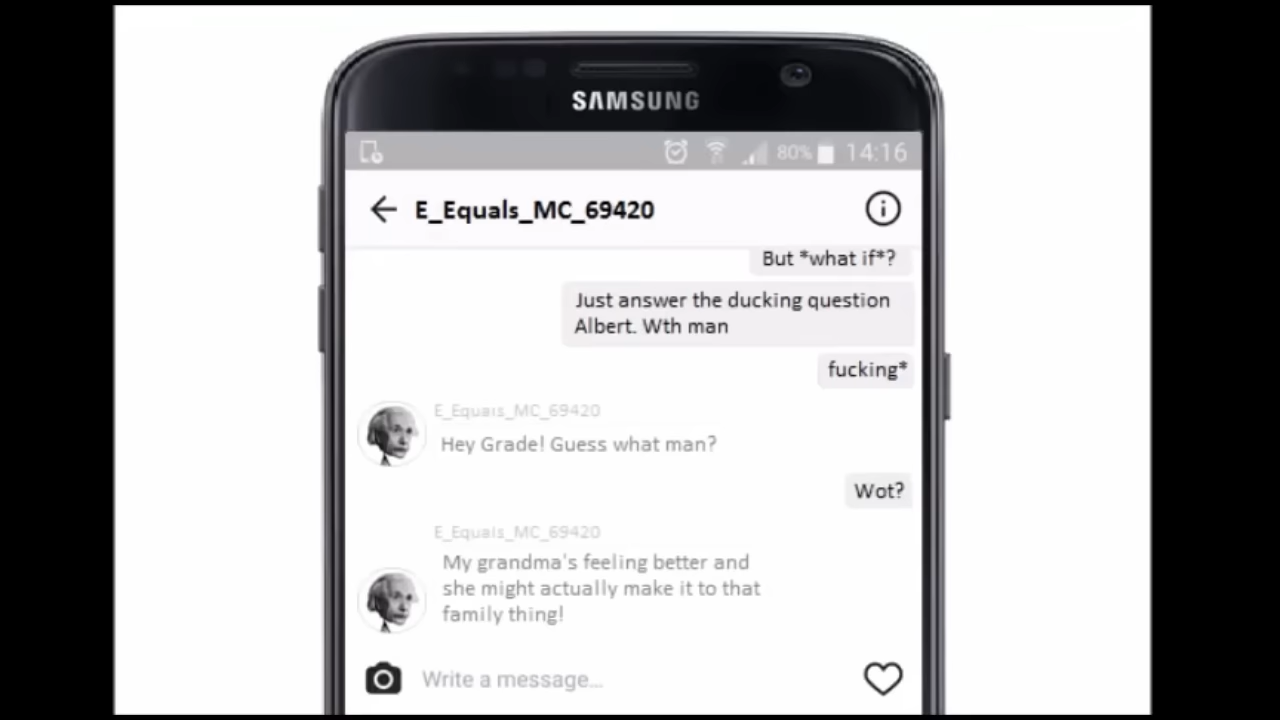 SAMSUNG
80% 14:16
E_Equals_MC_69420
But *what if*?
Just answer the ducking question
Albert. Wth man
fucking*
E_Equals_MC_69420
Hey Grade! Guess what man?
Wot?
E_Equals_MC_69420
My grandma's feeling better and
she might actually make it to that
family thing!
Write a message...